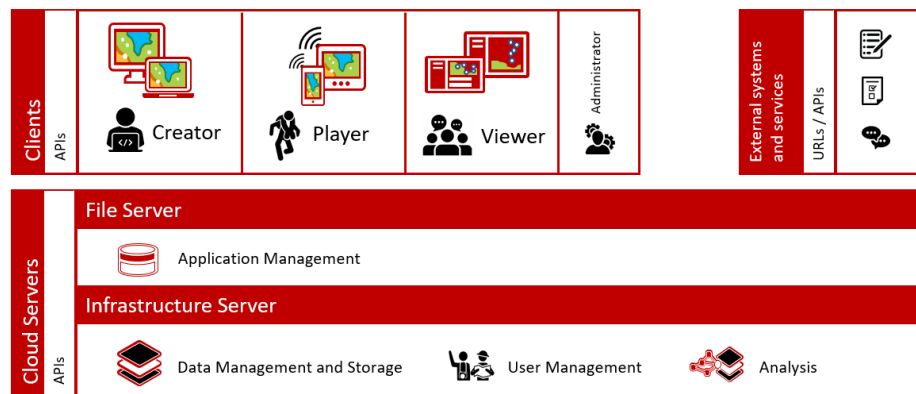 Clients
APIs
Creator
Player
Viewer
Administrator
External systems
and services
URLs / APIs
Cloud Servers
APIs
File Server
Application Management
Infrastructure Server
Data Management and Storage
User Management
Analysis